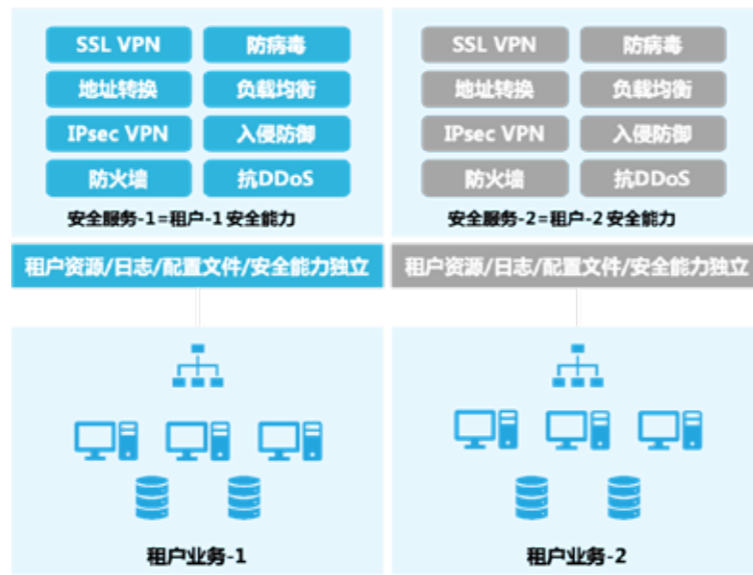 SSL VPN 防病毒
地址转换 负载均衡
IPsec VPN 入侵防御
防火墙 抗DDoS
安全服务-1=租户-1安全能力
SSL VPN 防病毒
地址转换 负载均衡
IPsec VPN 入侵防御
防火墙 抗DDoS
安全服务-2=租户-2安全能力
租户资源/日志/配置文件/安全能力独立
租户资源/日志/配置文件/安全能力独立
租户业务-1
租户业务-2